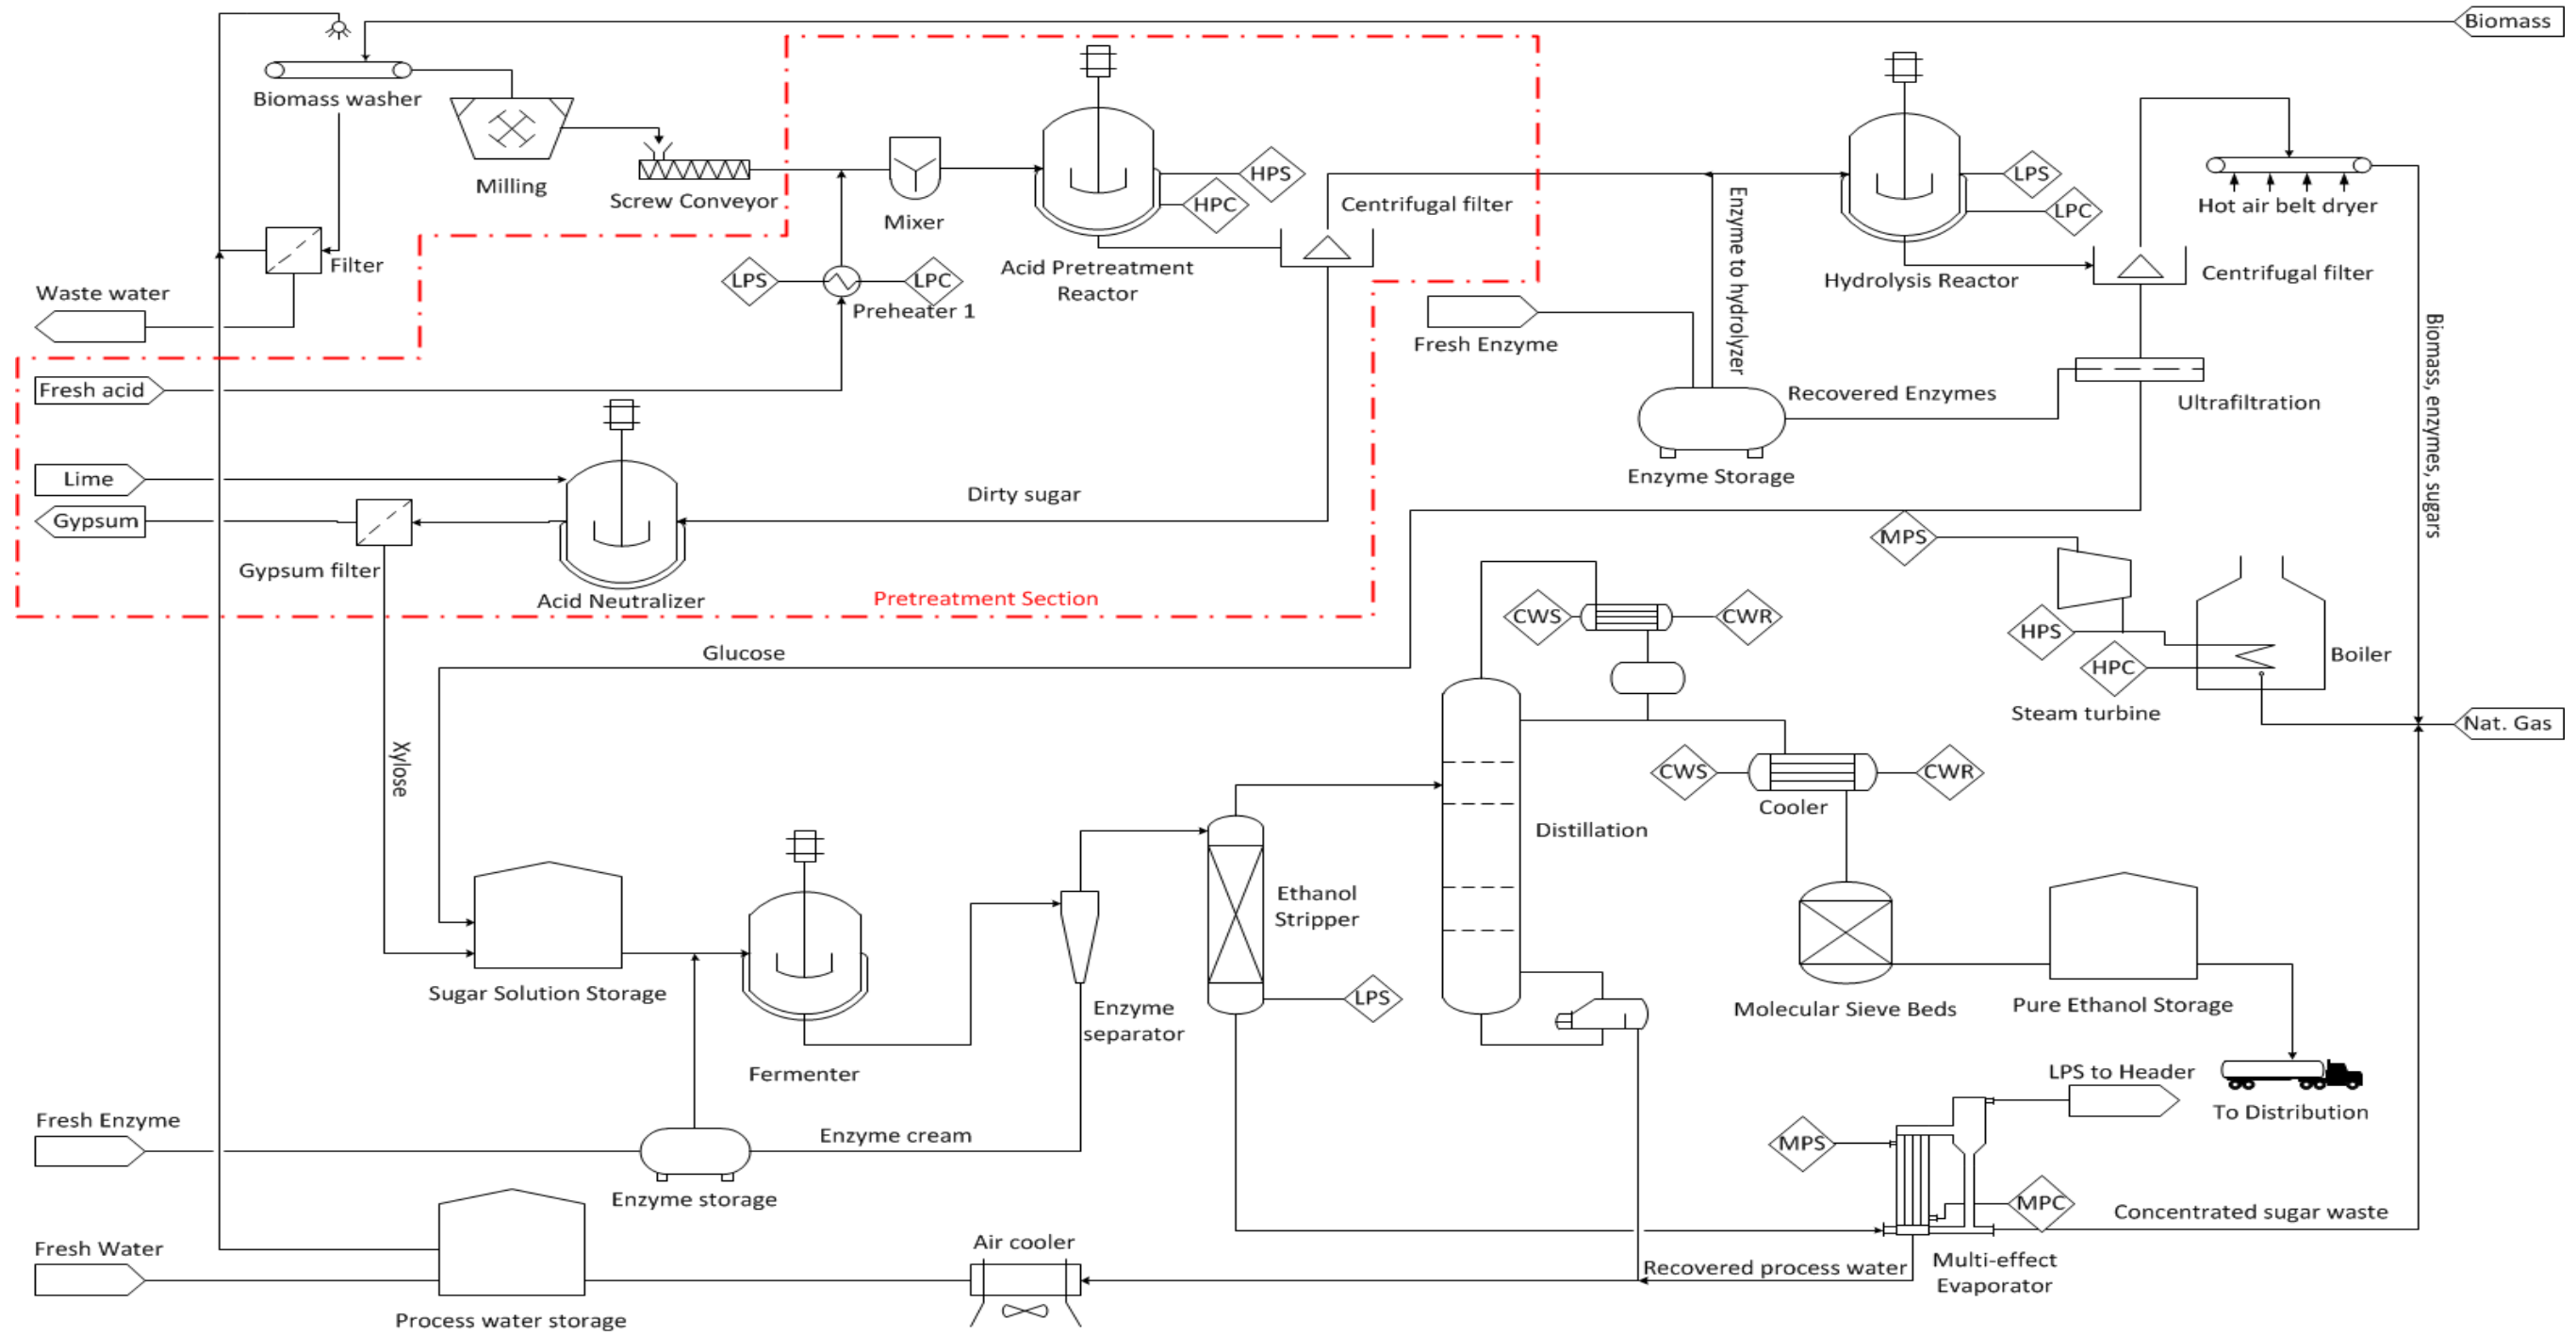 Biomass
Biomass washer
Milling
Screw Conveyor
Mixer
HPS
HPC
Acid Pretreatment
Reactor
Centrifugal filter
Enzyme to hydrolyzer
LPS
LPC
Hydrolysis Reactor
Hot air belt dryer
Centrifugal filter
Filter
Waste water
LPS
LPC
Preheater 1
Fresh Enzyme
Biomass, enzymes, sugars
Fresh acid
Recovered Enzymes
Ultrafiltration
Enzyme Storage
Lime
Gypsum
Gypsum filter
Acid Neutralizer
Dirty sugar
Pretreatment Section
MPS
HPS
HPC
Boiler
Steam turbine
Nat. Gas
CWS
CWR
Glucose
Xylose
CWS
CWR
Cooler
Distillation
Ethanol
Stripper
LPS
Sugar Solution Storage
Fermenter
Enzyme
separator
Molecular Sieve Beds
Pure Ethanol Storage
LPS to Header
To Distribution
Fresh Enzyme
Enzyme cream
Enzyme storage
MPS
MPC
Concentrated sugar waste
Fresh Water
Air cooler
Recovered process water
Multi-effect
Evaporator
Process water storage